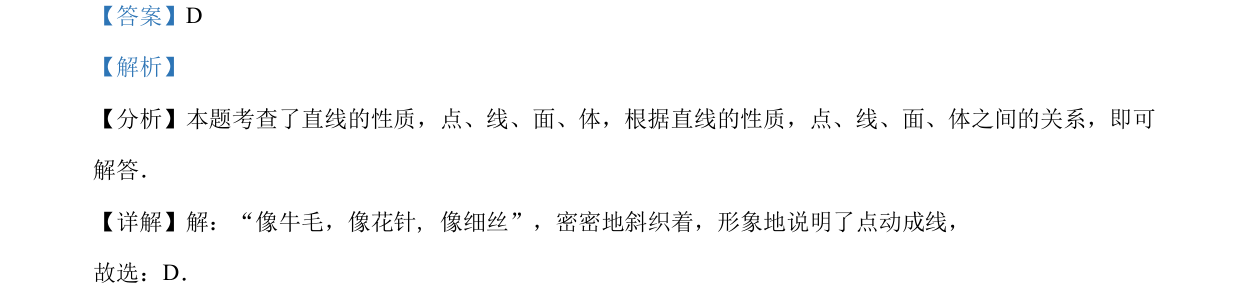 【答案】D
【解析】
【分析】本题考查了直线的性质，点、线、面、体，根据直线的性质，点、线、面、体之间的关系，即可
解答．
【详解】解：“像牛毛，像花针, 像细丝”，密密地斜织着，形象地说明了点动成线，
故选：D．